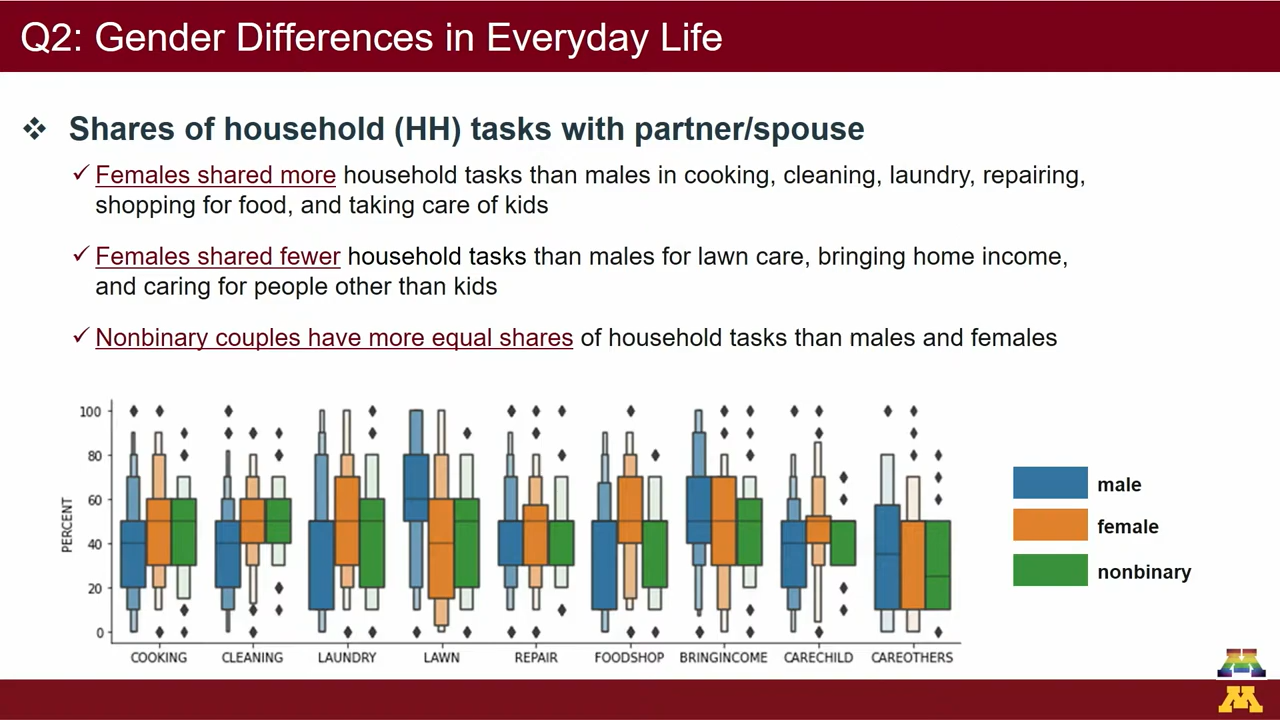 Q2: Gender Differences in Everyday Life
❖ Shares of household (HH) tasks with partner/spouse
✓ Females shared more household tasks than males in cooking, cleaning, laundry, repairing,
shopping for food, and taking care of kids
✓ Females shared fewer household tasks than males for lawn care, bringing home income,
and caring for people other than kids
✓ Nonbinary couples have more equal shares of household tasks than males and females
PERCENT
100
80
60
40
20
0
COOKING CLEANING LAUNDRY LAWN REPAIR FOODSHOP BRINGINCOME CARECHILD CAREOTHERS
male
female
nonbinary
M
M